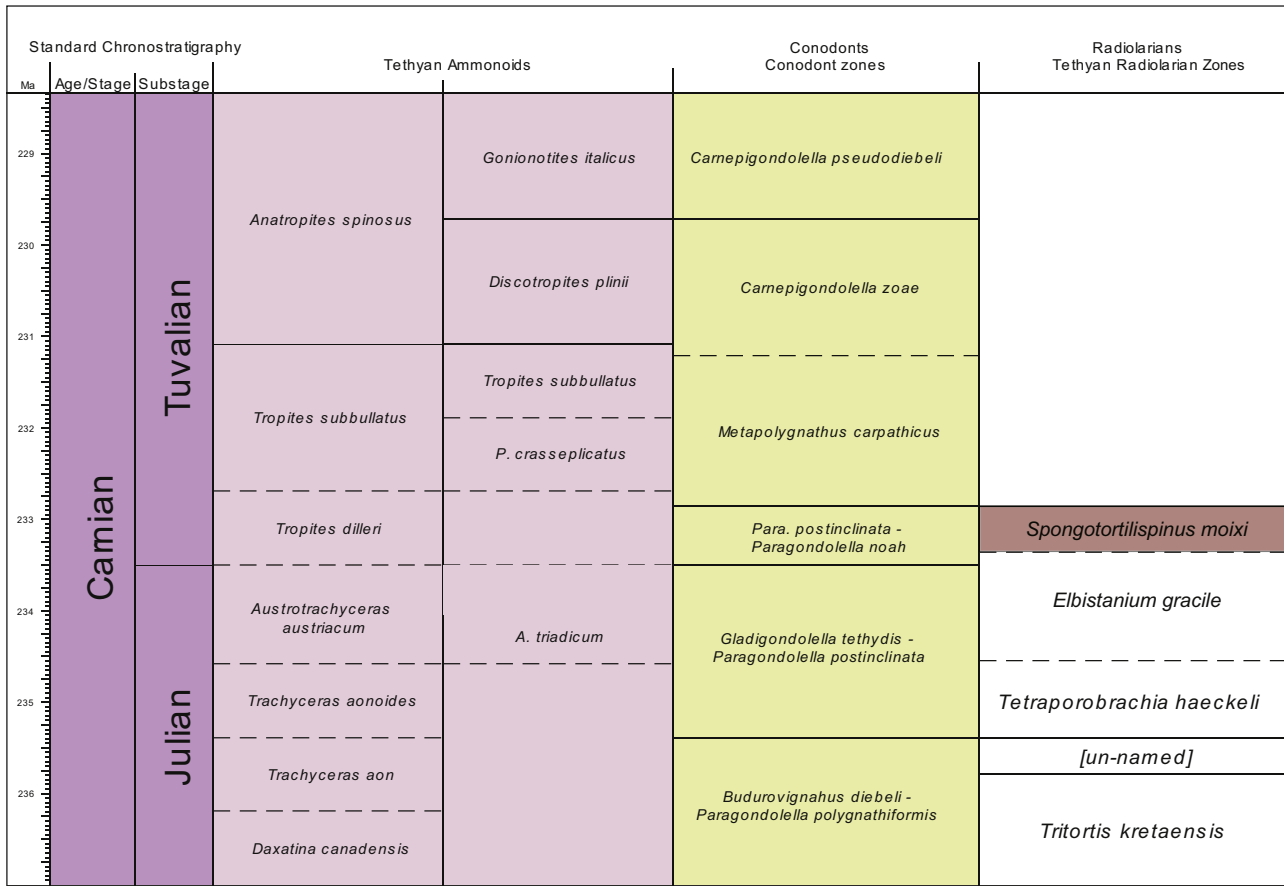 Standard Chronostratigraphy
Tethyan Ammonoids
Conodonts
Conodont zones
Radiolarians
Tethyan Radiolarian Zones
Ma
Age/Stage
Substage
229
230
231
232
233
234
235
236
Carnian
Tuvalian
Julian
Anatropites spinosus
Tropites subbullatus
Tropites dilleri
Austrotrachyceras
austriacum
Trachyceras aonoides
Trachyceras aon
Daxatina canadensis
Gonionotites italicus
Discotropites plinii
Tropites subbullatus
P. crasseplicatus
A. triadicum
Carnepigondolella pseudodiebeli
Carnepigondolella zoae
Metapolygnathus carpathicus
Para. postinclinata -
Paragondolella noah
Gladigondolella tethydis -
Paragondolella postinclinata
Budurovignahus diebeli -
Paragondolella polygnathiformis
Spongotortilispinus moixi
Elbistanium gracile
Tetraporobrachia haeckeli
[un-named]
Tritortis kretaensis